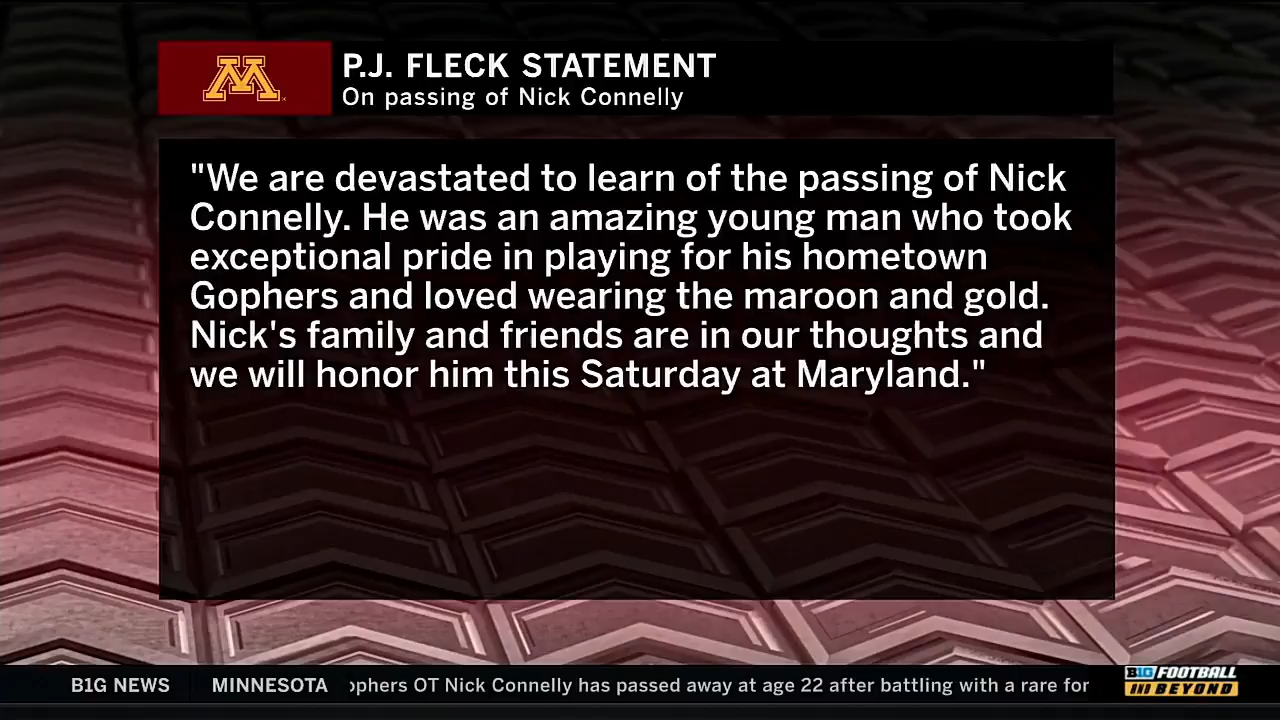 M
P.J. FLECK STATEMENT
On passing of Nick Connelly
"We are devastated to learn of the passing of Nick
Connelly. He was an amazing young man who took
exceptional pride in playing for his hometown
Gophers and loved wearing the maroon and gold.
Nick's family and friends are in our thoughts and
we will honor him this Saturday at Maryland."
B1G NEWS MINNESOTA ophers OT Nick Connelly has passed away at age 22 after battling with a rare for
B1G FOOTBALL
& BEYOND